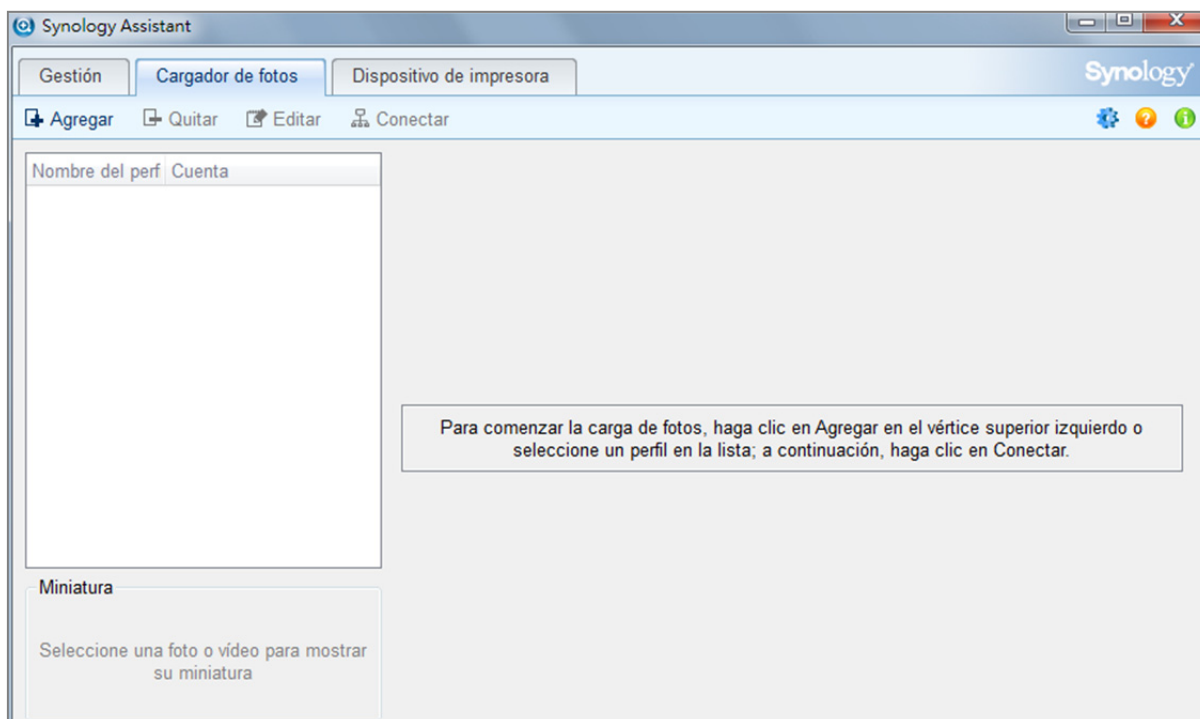 Synology Assistant
Gestión Cargador de fotos Dispositivo de impresora Synology
Agregar Quitar Editar Conectar
Nombre del perf Cuenta
Para comenzar la carga de fotos, haga clic en Agregar en el vértice superior izquierdo o
seleccione un perfil en la lista; a continuación, haga clic en Conectar.
Miniatura
Seleccione una foto o vídeo para mostrar
su miniatura